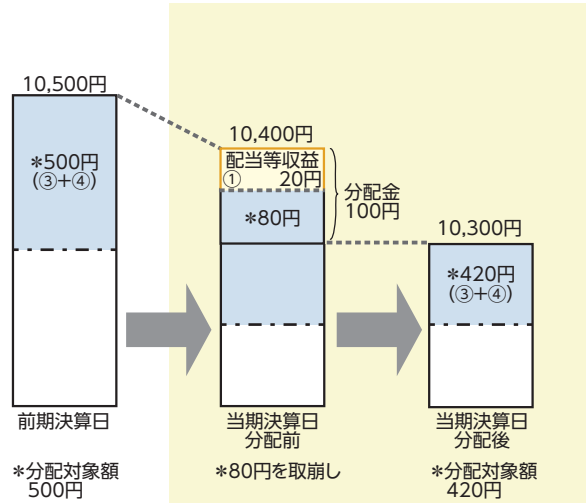 10,500円
*500円
(③+④)
前期決算日
*分配対象額
500円
10,400円
配当等収益
① 20円
*80円
分配金
100円
当期決算日
分配前
*80円を取崩し
10,300円
*420円
(③+④)
当期決算日
分配後
*分配対象額
420円